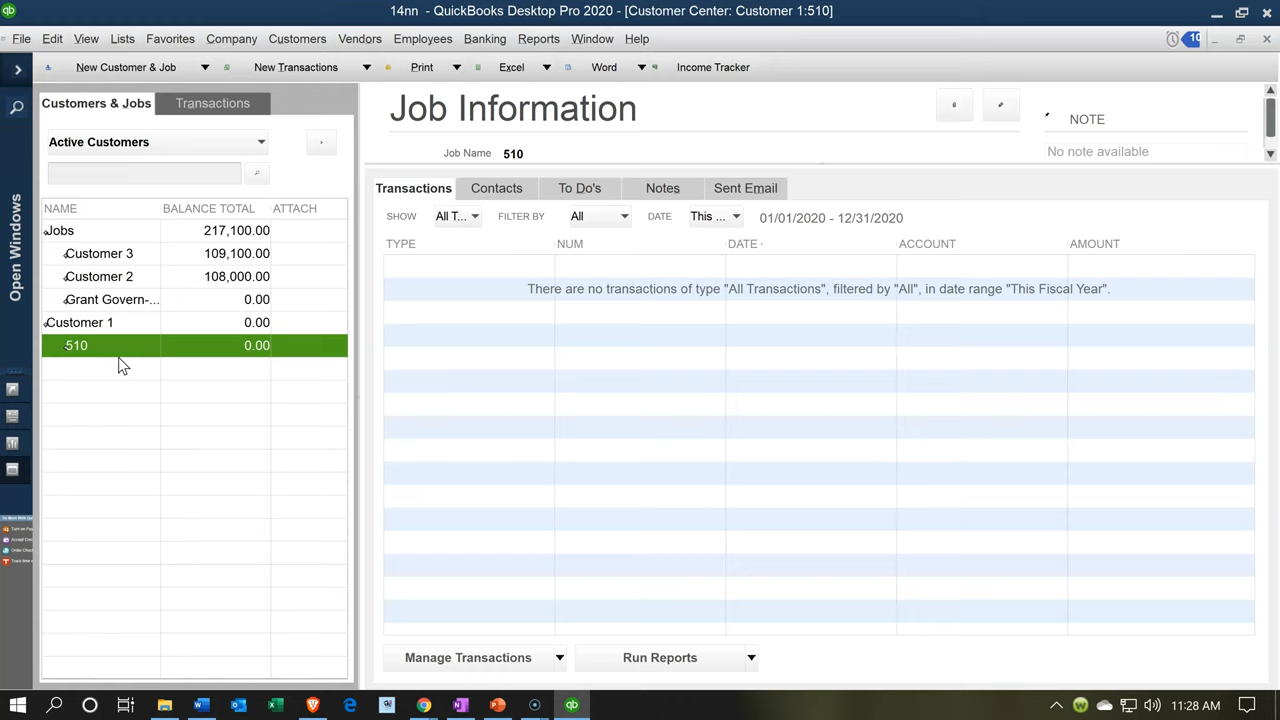 14nn - QuickBooks Desktop Pro 2020 - [Customer Center: Customer 1:510]
File Edit View Lists Favorites Company Customers Vendors Employees Banking Reports Window Help
10
New Customer & Job New Transactions Print Excel Word Income Tracker
Customers & Jobs Transactions
Active Customers
NAME BALANCE TOTAL ATTACH
Jobs 217,100.00
Customer 3 109,100.00
Customer 2 108,000.00
Grant Govern-... 0.00
Customer 1 0.00
510 0.00
Open Windows
Job Information
Job Name 510
NOTE
No note available
Transactions Contacts To Do's Notes Sent Email
SHOW All T... FILTER BY All DATE This ... 01/01/2020 - 12/31/2020
TYPE NUM DATE ACCOUNT AMOUNT
There are no transactions of type "All Transactions", filtered by "All", in date range "This Fiscal Year".
Manage Transactions Run Reports
11:28 AM